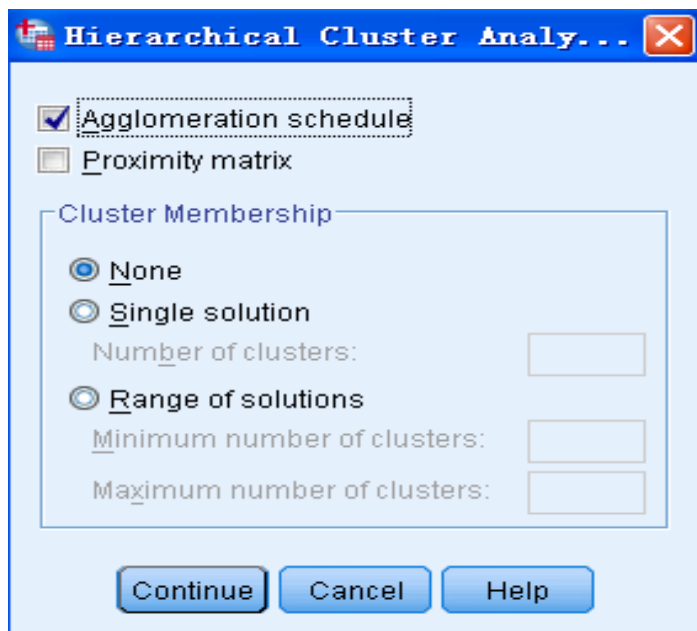 Hierarchical Cluster Analy...
Agglomeration schedule
Proximity matrix
Cluster Membership
None
Single solution
Number of clusters:
Range of solutions
Minimum number of clusters:
Maximum number of clusters:
Continue Cancel Help